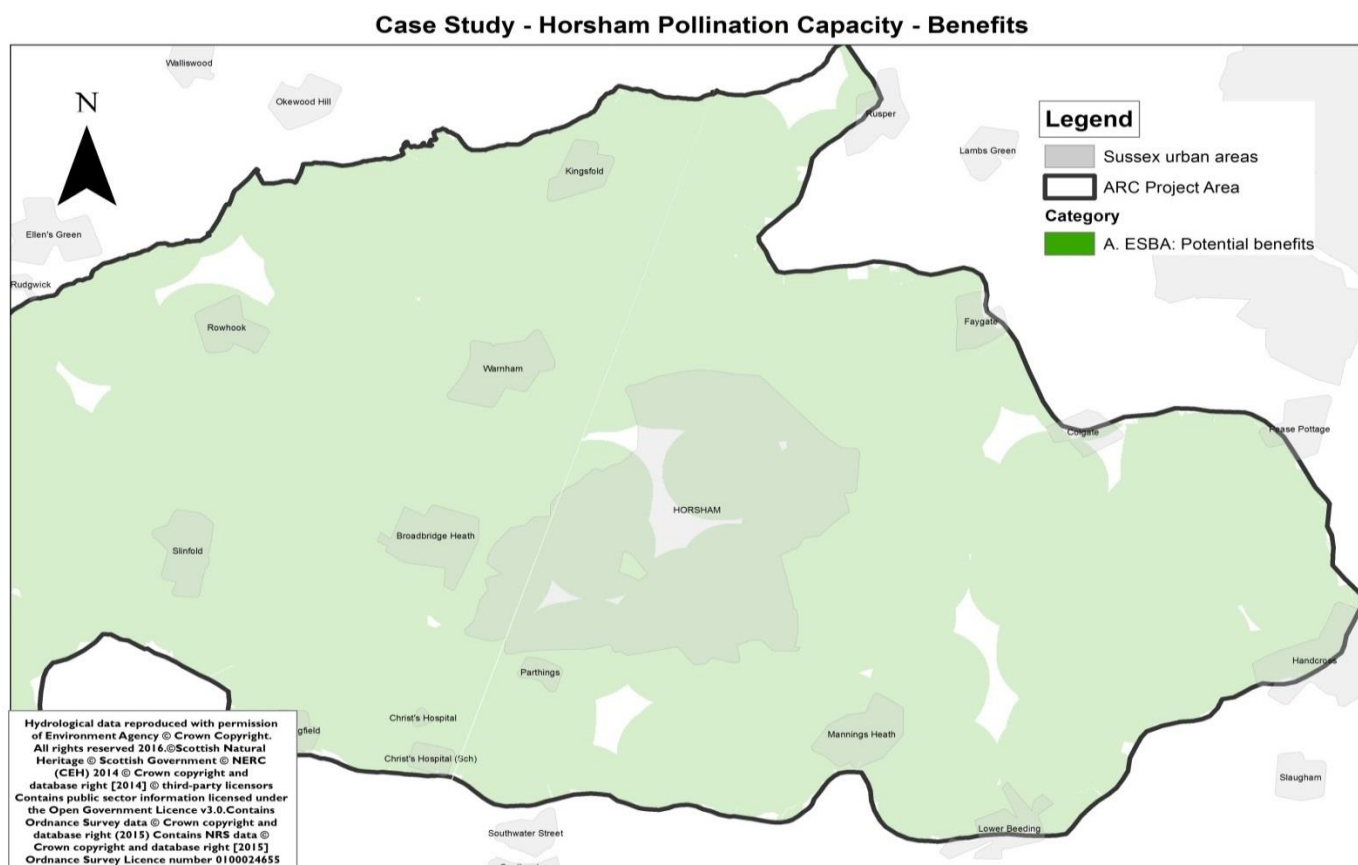 Case Study - Horsham Pollination Capacity - Benefits
Walliswood
Okewood Hill
N
Rusper
Legend
Lambs Green
Sussex urban areas
Kingsfold
ARC Project Area
Category
Ellen's Green
A. ESBA: Potential benefits
Rudgwick
Rowhook
Faygate
Warnham
Colgate
Pease Pottage
HORSHAM
Broadbridge Heath
Slinfold
Handcross
Parthings
Christ's Hospital
gfield
Mannings Heath
Christ's Hospital (Sch)
Slaugham
Southwater Street
Lower Beeding
Hydrological data reproduced with permission
of Environment Agency © Crown Copyright.
All rights reserved 2016.©Scottish Natural
Heritage © Scottish Government © NERC
(CEH) 2014 © Crown copyright and
database right [2014] © third-party licensors
Contains public sector information licensed under
the Open Government Licence v3.0.Contains
Ordnance Survey data © Crown copyright and
database right (2015) Contains NRS data ©
Crown copyright and database right [2015]
Ordnance Survey Licence number 0100024655